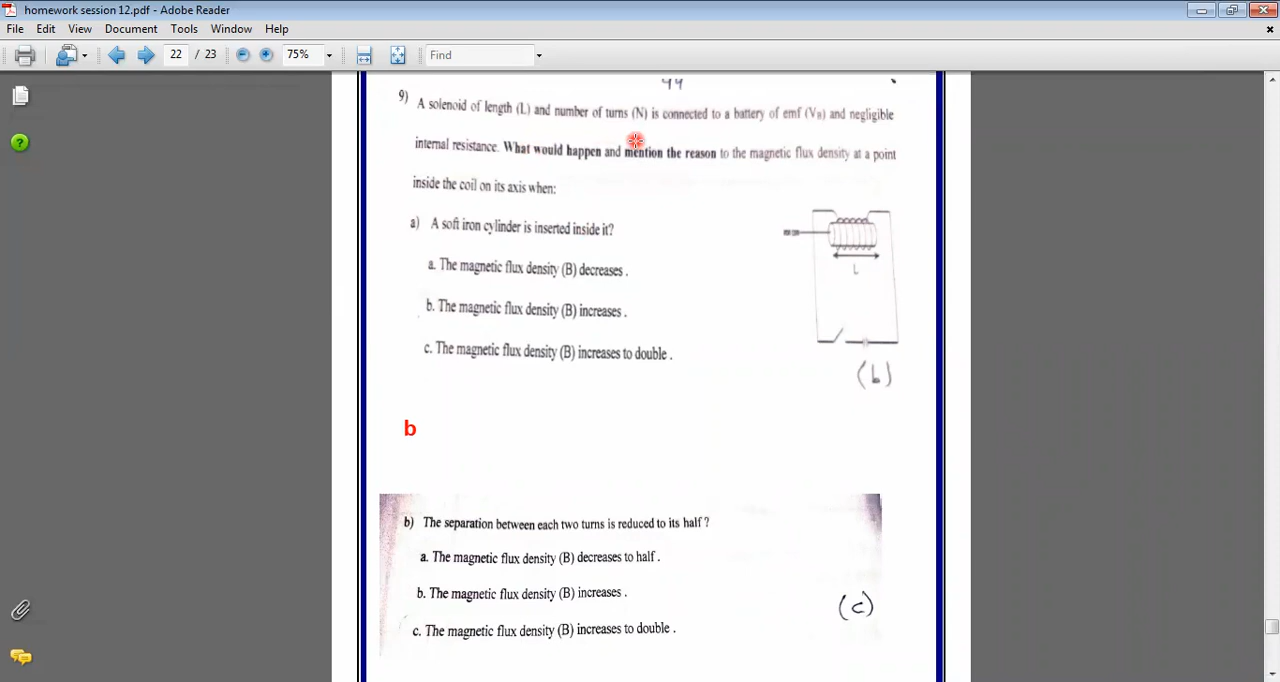 homework session 12.pdf - Adobe Reader
File Edit View Document Tools Window Help
22 / 23 75% Find
44
9) A solenoid of length (L) and number of turns (N) is connected to a battery of emf (VB) and negligible
internal resistance. What would happen and mention the reason to the magnetic flux density at a point
inside the coil on its axis when:
a) A soft iron cylinder is inserted inside it?
a. The magnetic flux density (B) decreases .
b. The magnetic flux density (B) increases .
c. The magnetic flux density (B) increases to double .
L
(b)
b
b) The separation between each two turns is reduced to its half ?
a. The magnetic flux density (B) decreases to half .
b. The magnetic flux density (B) increases .
c. The magnetic flux density (B) increases to double .
(c)